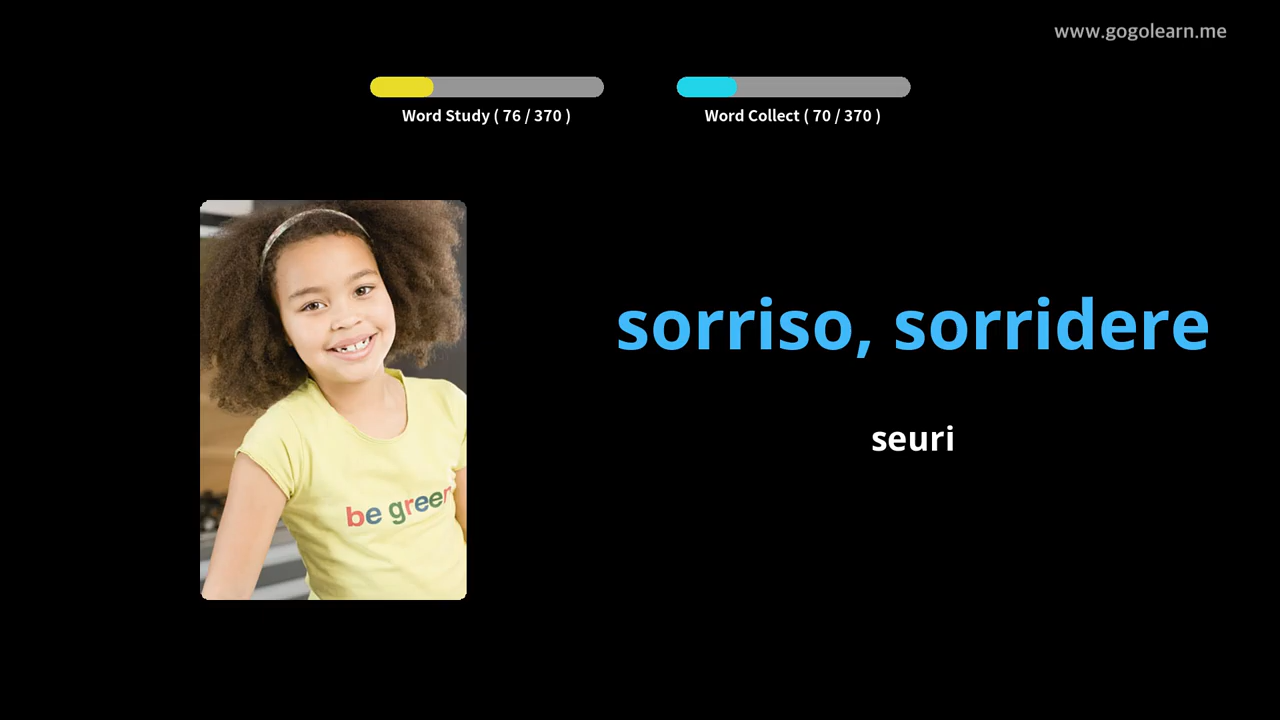 www.gogolearn.me
Word Study ( 76 / 370 )
Word Collect ( 70 / 370 )
sorriso, sorridere
seuri
be green